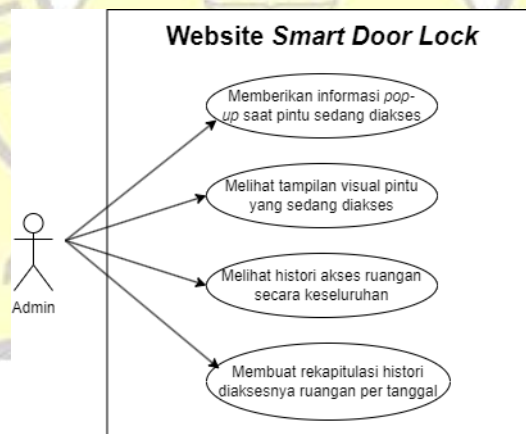 Website Smart Door Lock
Memberikan informasi pop-
up saat pintu sedang diakses
Melihat tampilan visual pintu
yang sedang diakses
Melihat histori akses ruangan
secara keseluruhan
Admin
Membuat rekapitulasi histori
diaksesnya ruangan per tanggal